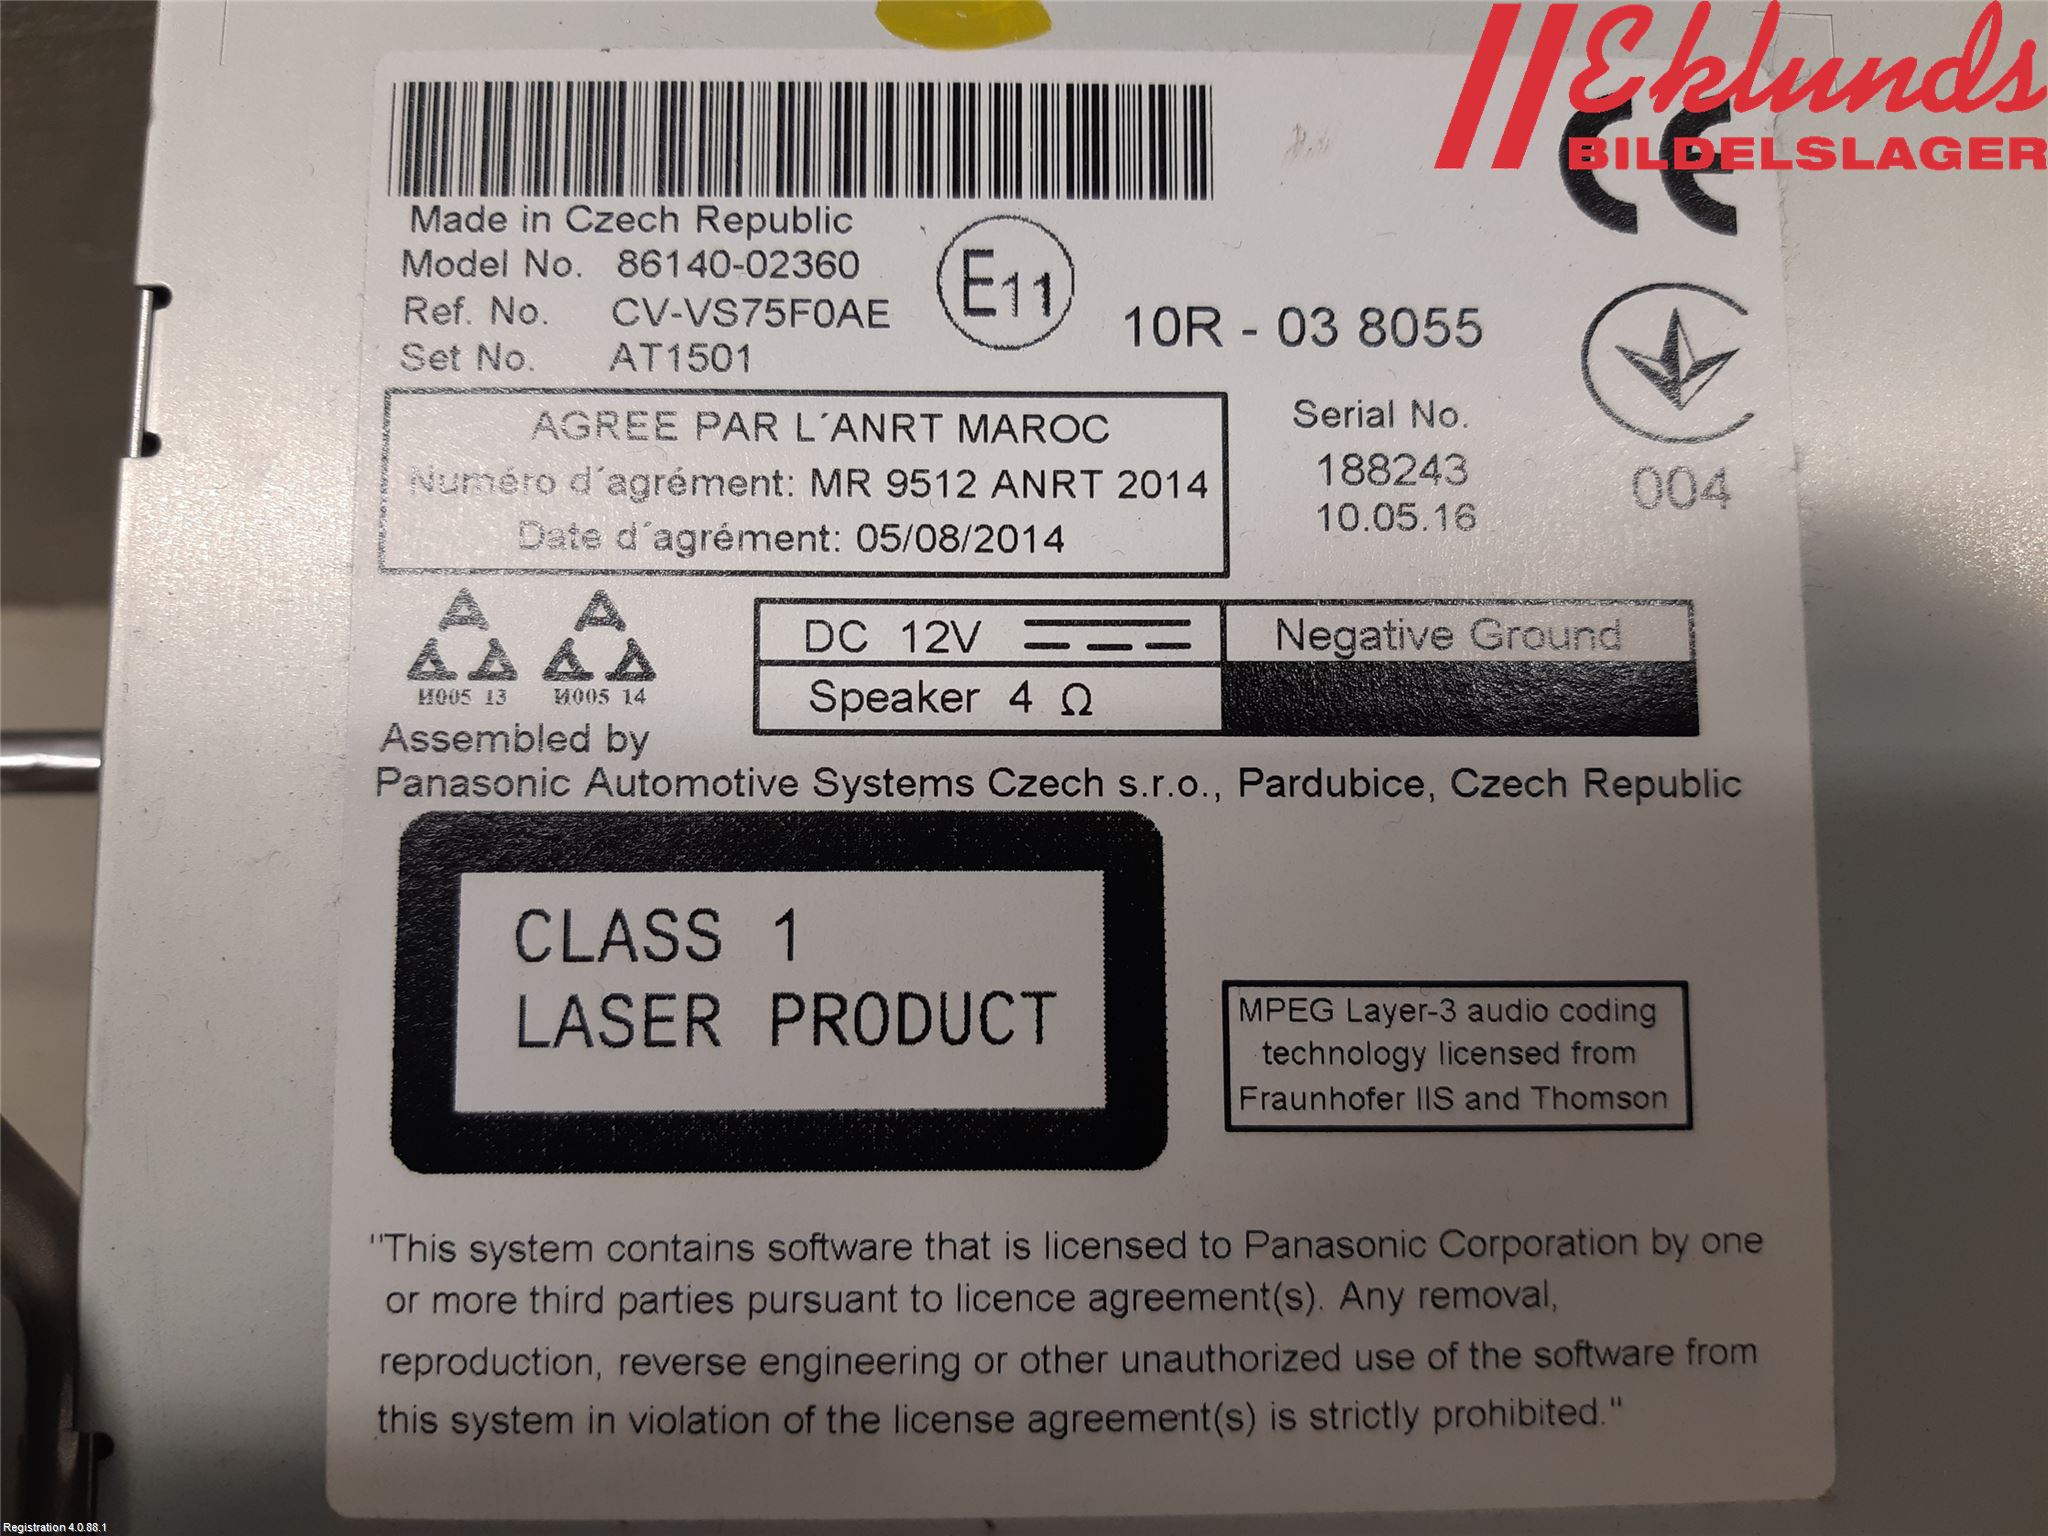 Eklunds
BILDELSLAGER
CE
Made in Czech Republic
Model No. 86140-02360
Ref. No. CV-VS75F0AE
Set No. AT1501
E11
10R - 03 8055
AGREE PAR L´ANRT MAROC
Numéro d´agrément: MR 9512 ANRT 2014
Date d´agrément: 05/08/2014
Serial No.
188243
10.05.16
004
И005 13
И005 14
DC 12V
Negative Ground
Speaker 4 Ω
Assembled by
Panasonic Automotive Systems Czech s.r.o., Pardubice, Czech Republic
CLASS 1
LASER PRODUCT
MPEG Layer-3 audio coding
technology licensed from
Fraunhofer IIS and Thomson
"This system contains software that is licensed to Panasonic Corporation by one
or more third parties pursuant to licence agreement(s). Any removal,
reproduction, reverse engineering or other unauthorized use of the software from
this system in violation of the license agreement(s) is strictly prohibited."
Registration 4.0.88.1